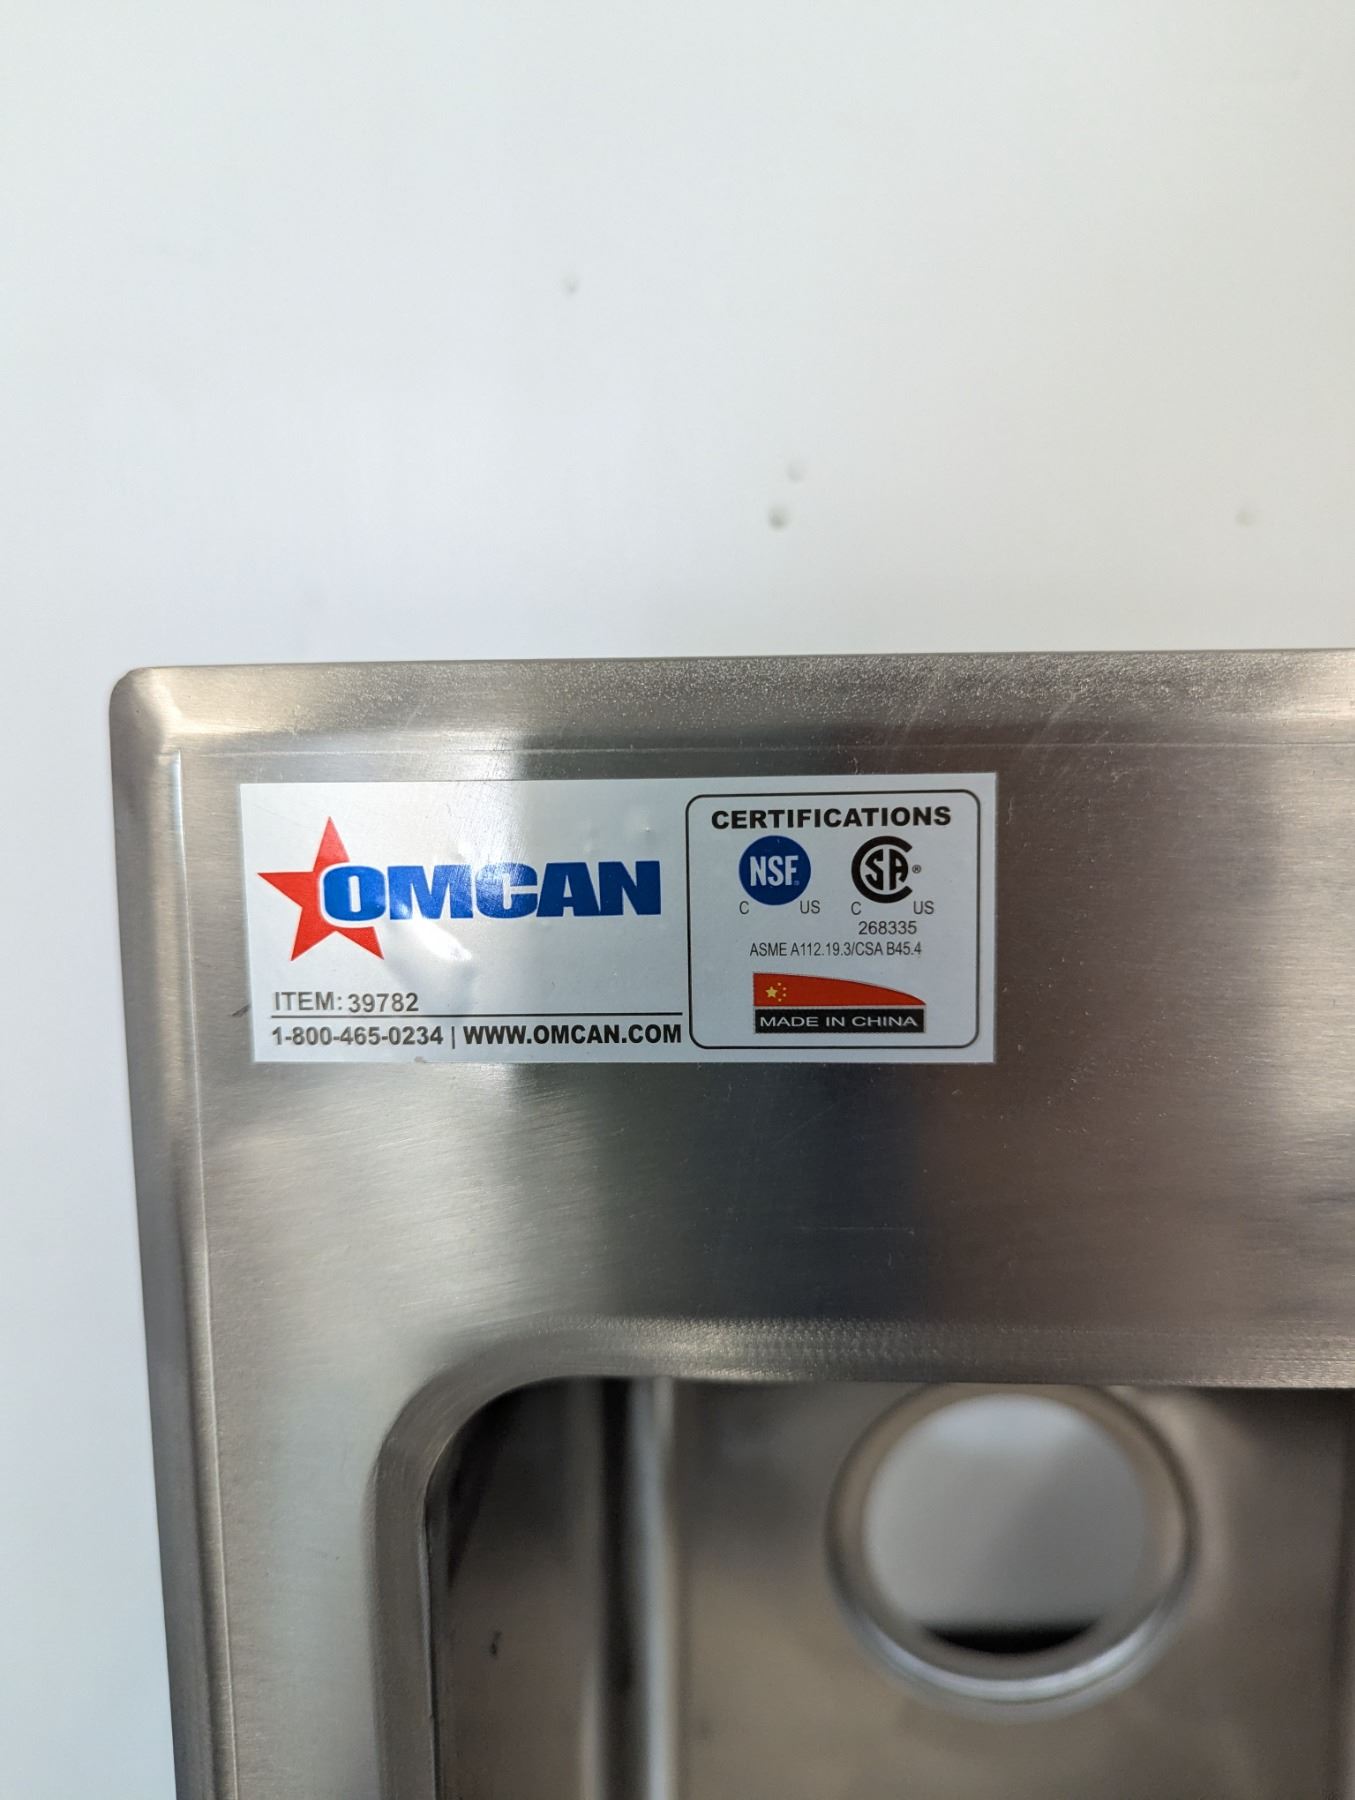 OMCAN
ITEM: 39782
1-800-465-0234 | WWW.OMCAN.COM
CERTIFICATIONS
NSF.
C US
CSA®
C US
268335
ASME A112.19.3/CSA B45.4
MADE IN CHINA